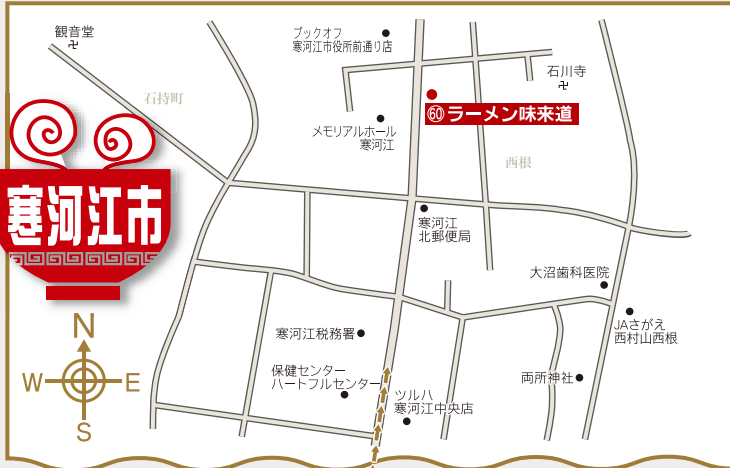 観音堂
卍
ブックオフ
寒河江市役所前通り店
石川寺
卍
石持町
60 ラーメン味来道
メモリアルホール
寒河江
西根
寒河江市
寒河江
北郵便局
大沼歯科医院
JAさがえ
西村山西根
寒河江税務署
保健センター
ハートフルセンター
両所神社
ツルハ
寒河江中央店
N
W
E
S